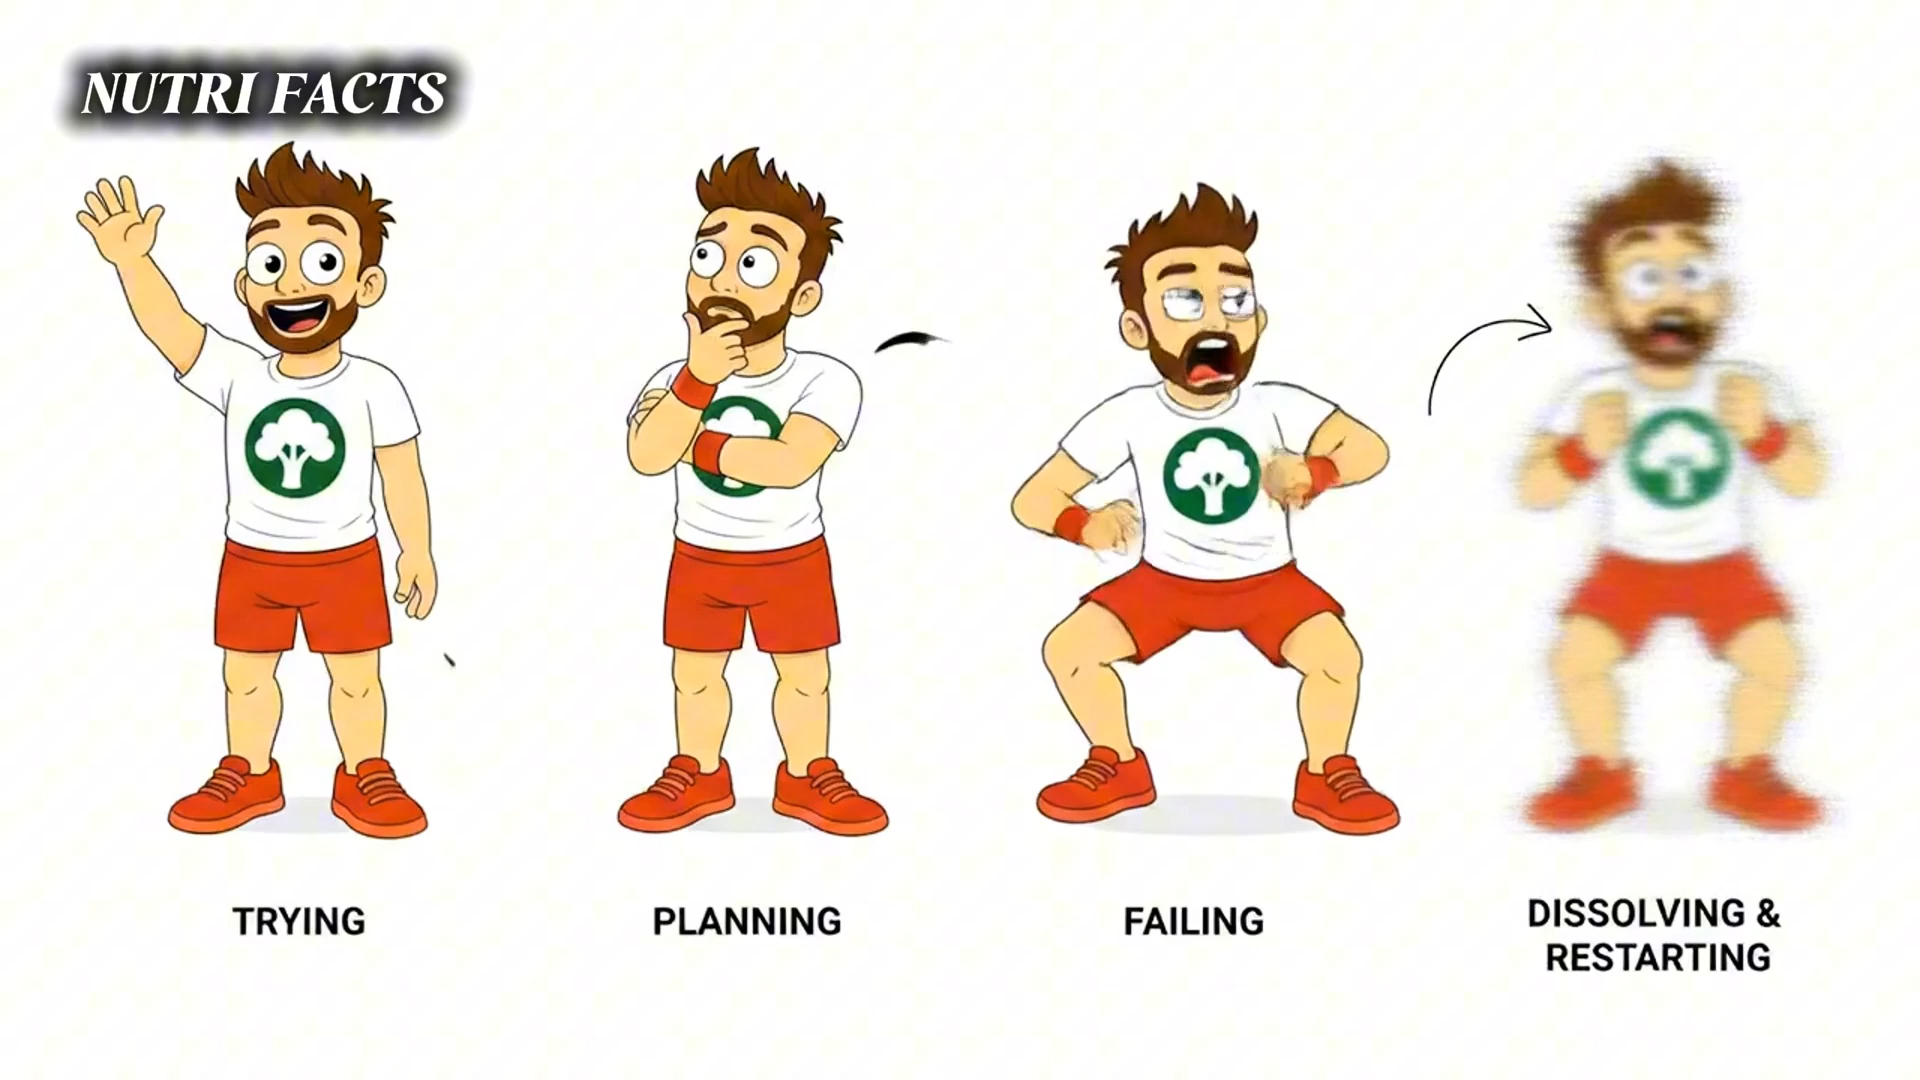 NUTRI FACTS
TRYING
PLANNING
FAILING
DISSOLVING &
RESTARTING